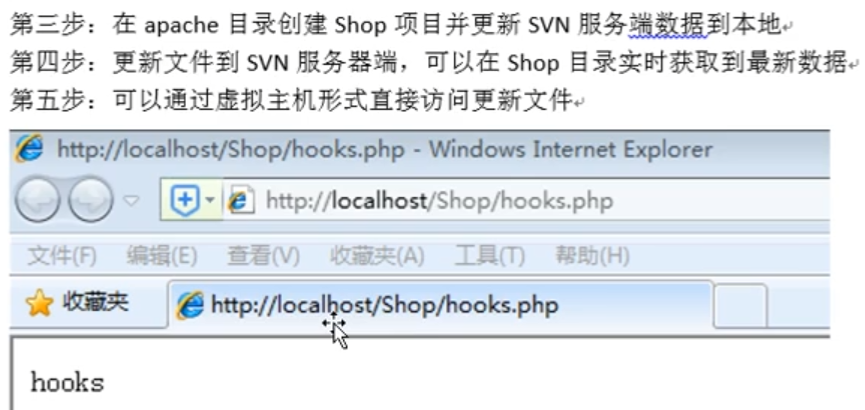 第三步：在 apache 目录创建 Shop 项目并更新 SVN 服务端数据到本地
第四步：更新文件到 SVN 服务器端，可以在 Shop 目录实时获取到最新数据
第五步：可以通过虚拟主机形式直接访问更新文件
http://localhost/Shop/hooks.php - Windows Internet Explorer
http://localhost/Shop/hooks.php
文件(F) 编辑(E) 查看(V) 收藏夹(A) 工具(T) 帮助(H)
收藏夹 http://localhost/Shop/hooks.php
hooks